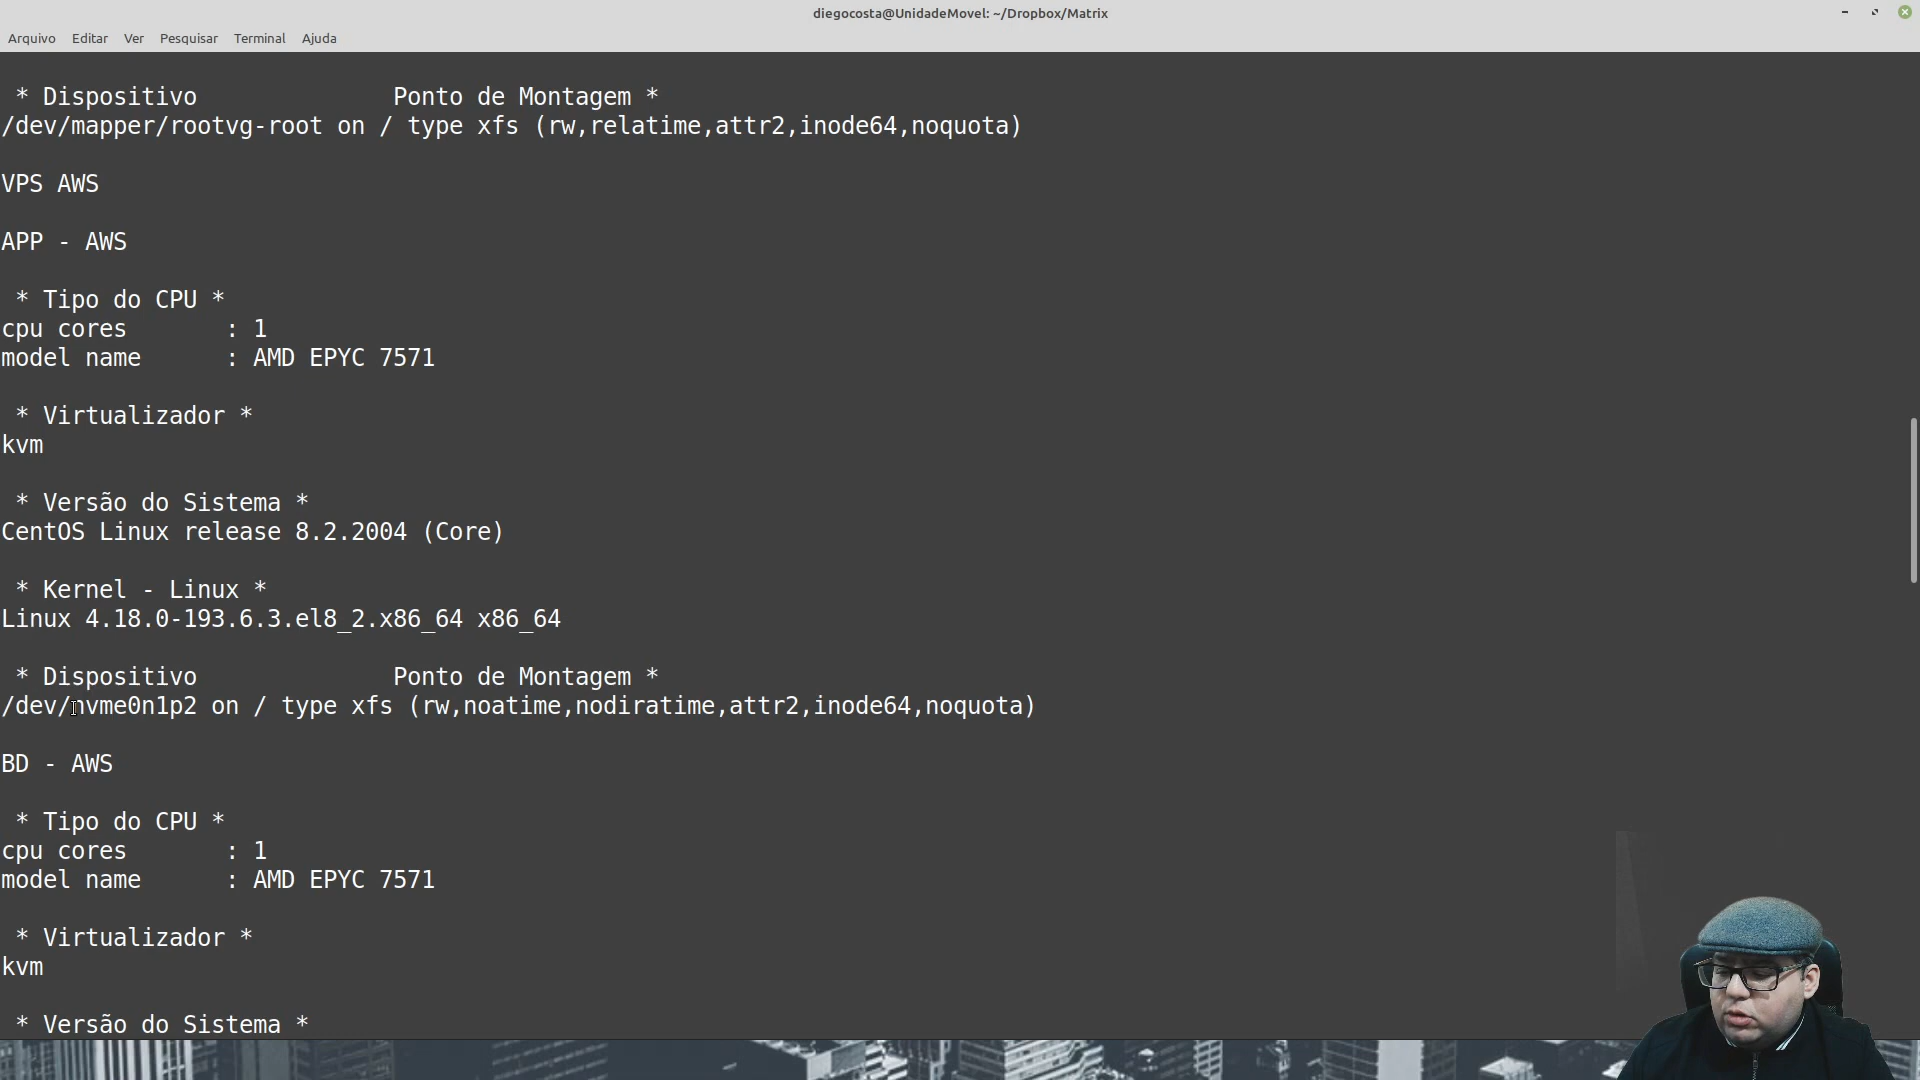 diegocosta@UnidadeMovel: ~/Dropbox/Matrix
Arquivo Editar Ver Pesquisar Terminal Ajuda
* Dispositivo Ponto de Montagem *
/dev/mapper/rootvg-root on / type xfs (rw,relatime,attr2,inode64,noquota)
VPS AWS
APP - AWS
* Tipo do CPU *
cpu cores : 1
model name : AMD EPYC 7571
* Virtualizador *
kvm
* Versão do Sistema *
CentOS Linux release 8.2.2004 (Core)
* Kernel - Linux *
Linux 4.18.0-193.6.3.el8_2.x86_64 x86_64
* Dispositivo Ponto de Montagem *
/dev/nvme0n1p2 on / type xfs (rw,noatime,nodiratime,attr2,inode64,noquota)
BD - AWS
* Tipo do CPU *
cpu cores : 1
model name : AMD EPYC 7571
* Virtualizador *
kvm
* Versão do Sistema *